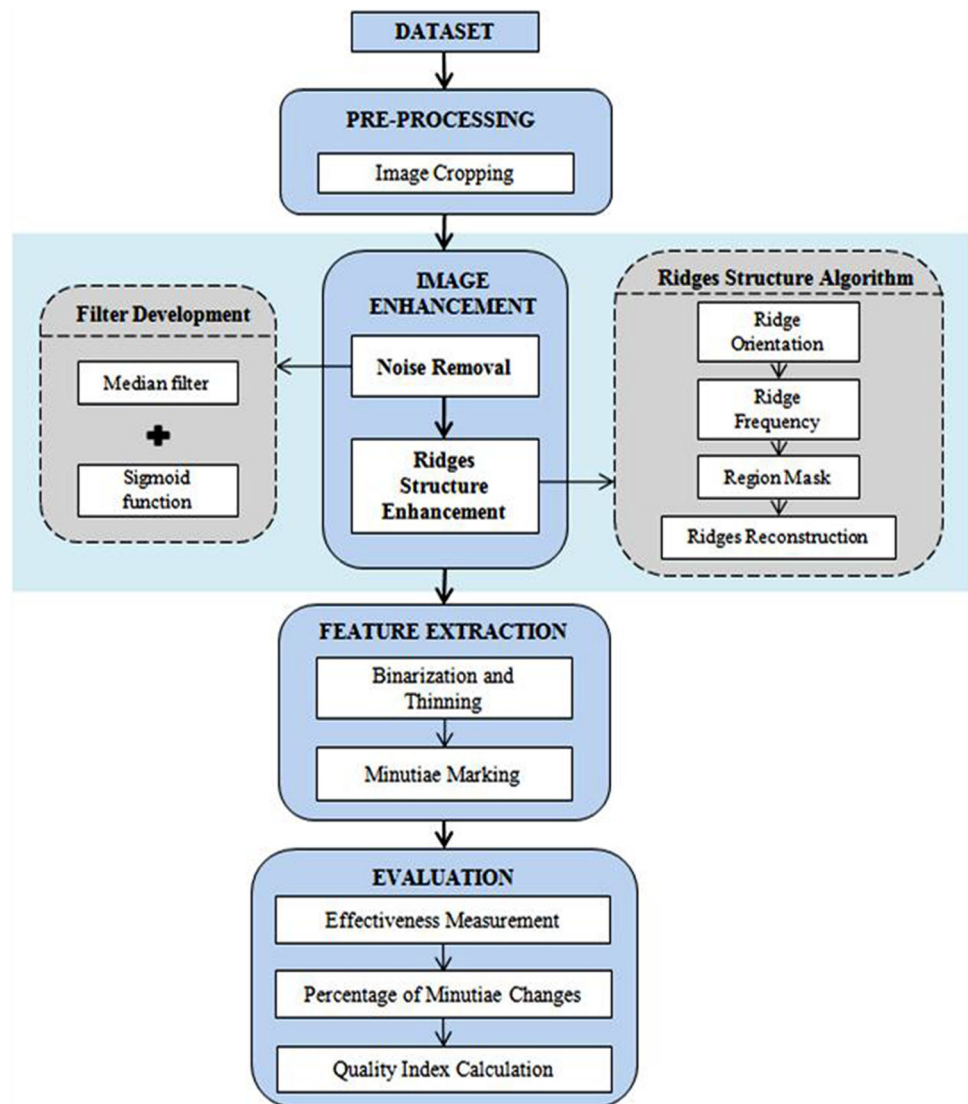 DATASET
PRE-PROCESSING
Image Cropping
IMAGE
ENHANCEMENT
Noise Removal
Ridges
Structure
Enhancement
Filter Development
Median filter
+
Sigmoid
function
Ridges Structure Algorithm
Ridge
Orientation
Ridge
Frequency
Region Mask
Ridges Reconstruction
FEATURE EXTRACTION
Binarization and
Thinning
Minutiae Marking
EVALUATION
Effectiveness Measurement
Percentage of Minutiae Changes
Quality Index Calculation